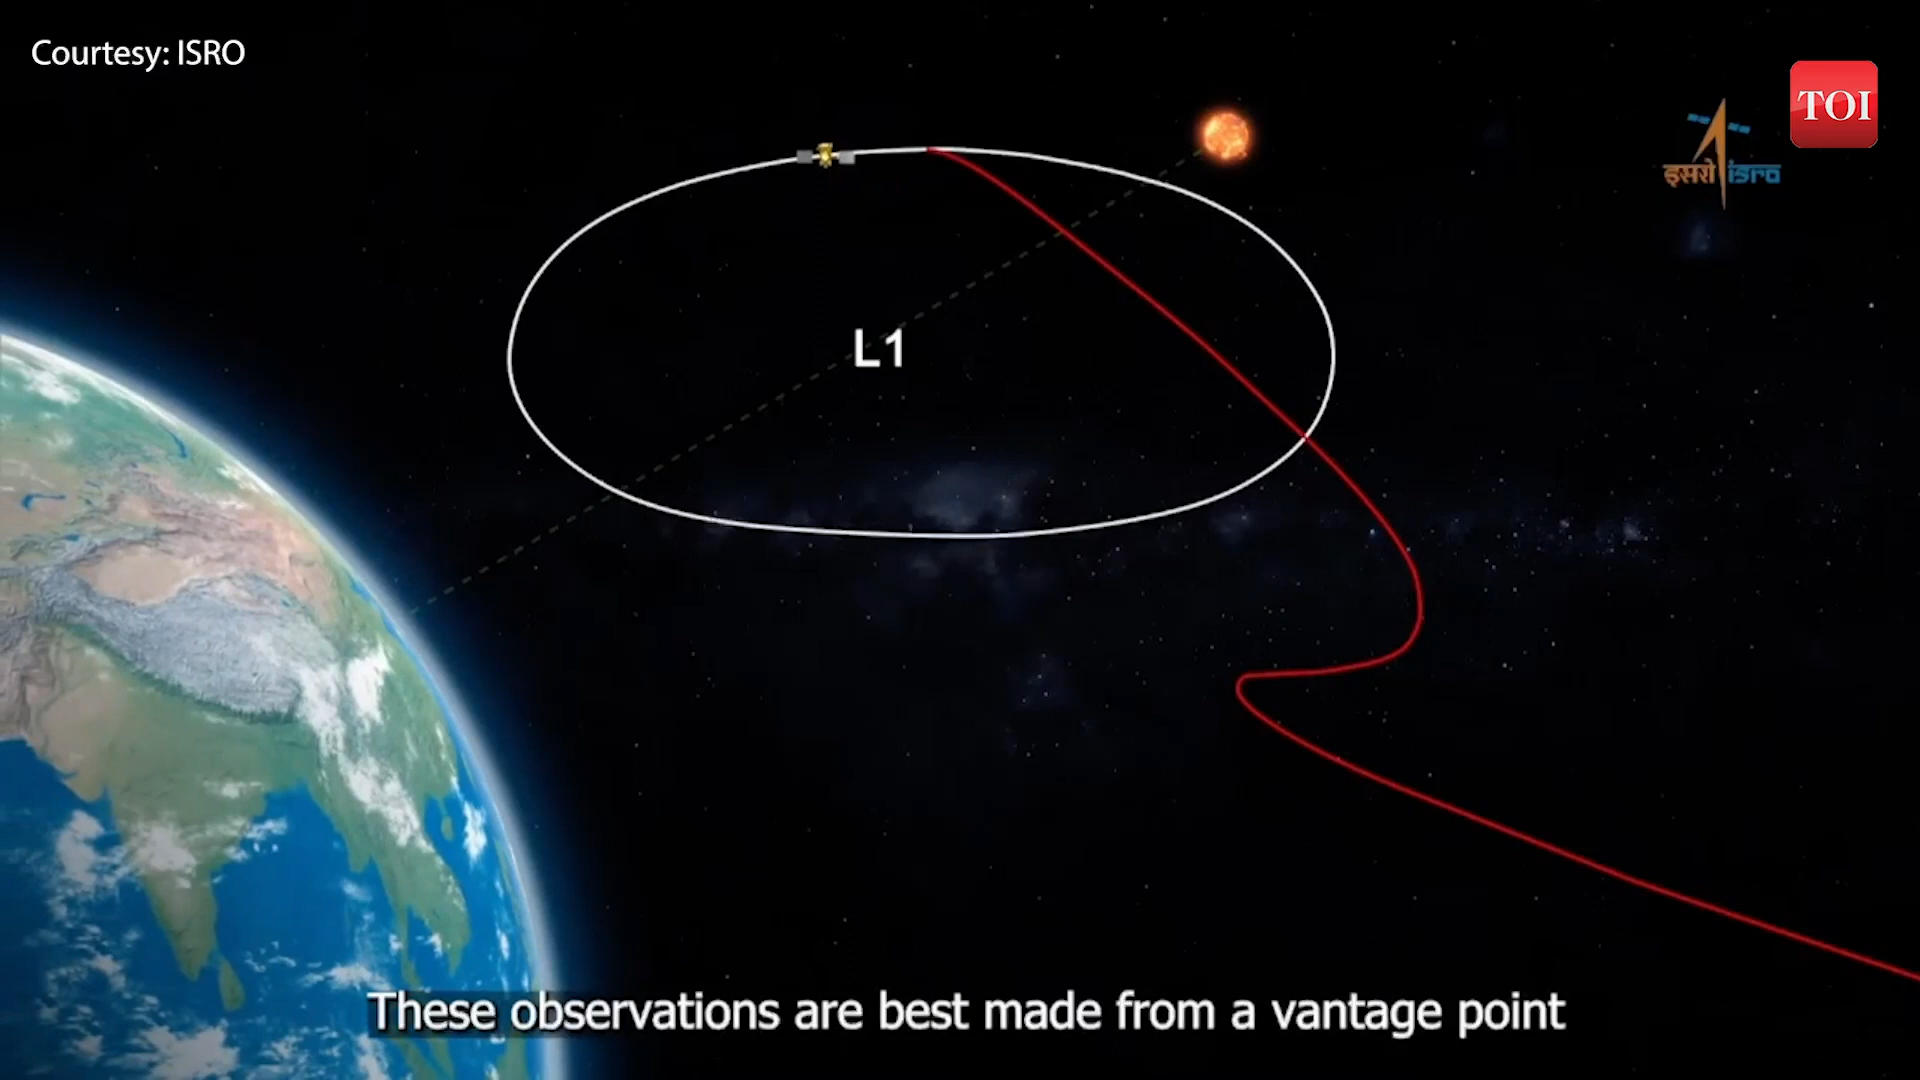 Courtesy: ISRO
TOI
इसरो isro
L1
These observations are best made from a vantage point